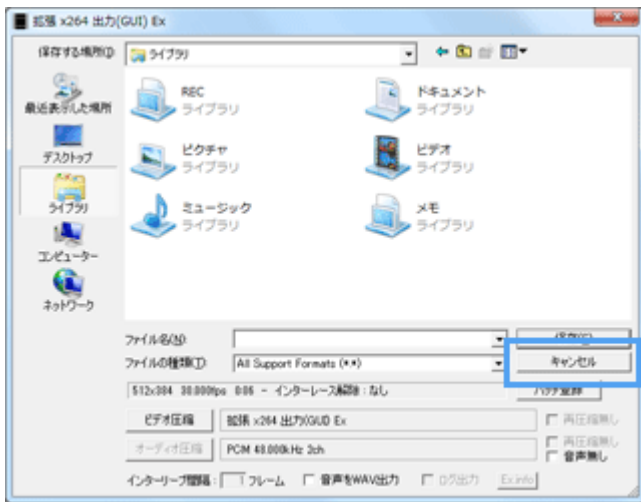 拡張 x264 出力(GUI) Ex
保存する場所(I):
ライブラリ
最近表示した場所
デスクトップ
ライブラリ
コンピューター
ネットワーク
REC
ライブラリ
ドキュメント
ライブラリ
ピクチャ
ライブラリ
ビデオ
ライブラリ
ミュージック
ライブラリ
メモ
ライブラリ
ファイル名(N):
保存(S)
ファイルの種類(T):
All Support Formats (*.*)
キャンセル
512x384 30.000fps 0:06 - インターレース解除 : なし
バッチ登録
ビデオ圧縮
拡張 x264 出力(GUI) Ex
再圧縮無し
オーディオ圧縮
PCM 48.000kHz 2ch
再圧縮無し
音声無し
インターリーブ間隔 :
1 フレーム
音声をWAV出力
ログ出力
Ex.info